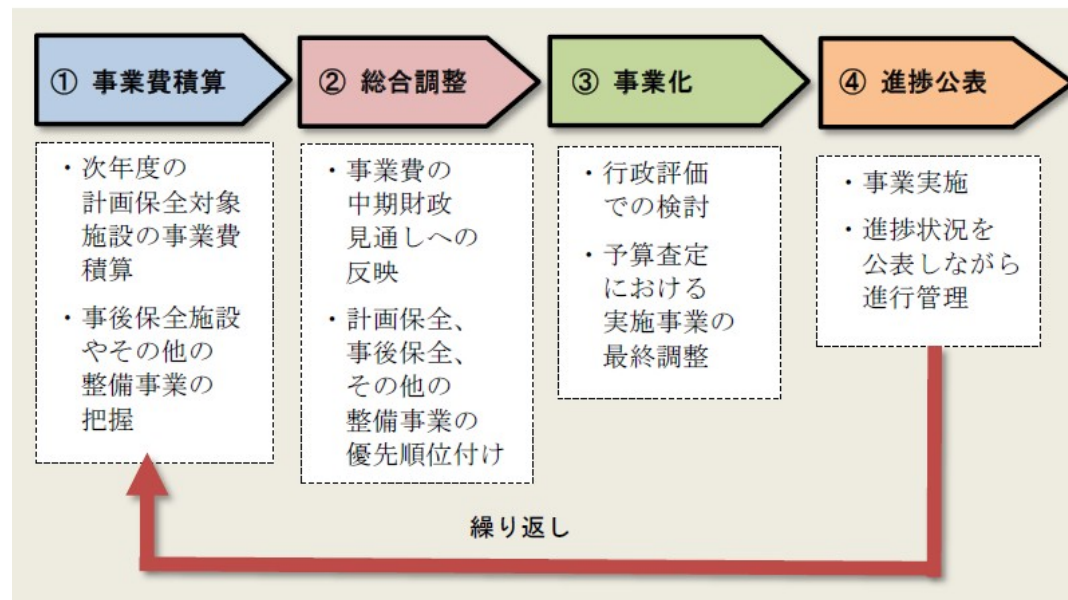 ① 事業費積算
・次年度の
計画保全対象
施設の事業費
積算
・事後保全施設
やその他の
整備事業の
把握
② 総合調整
・事業費の
中期財政
見通しへの
反映
・計画保全、
事後保全、
その他の
整備事業の
優先順位付け
③ 事業化
・行政評価
での検討
・予算査定
における
実施事業の
最終調整
④ 進捗公表
・事業実施
・進捗状況を
公表しながら
進行管理
繰り返し